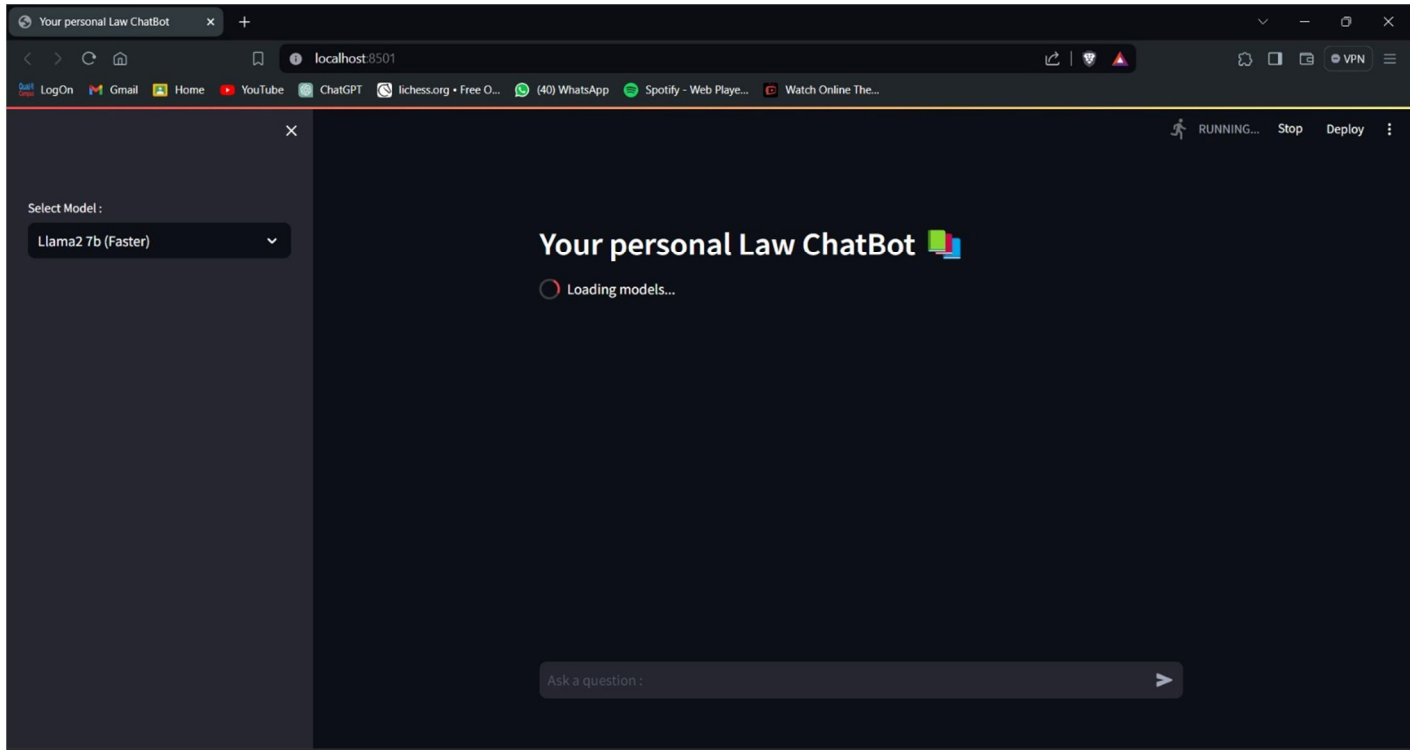 Your personal Law ChatBot
localhost:8501
VPN
LogOn Gmail Home YouTube ChatGPT lichess.org • Free O... (40) WhatsApp Spotify - Web Playe... Watch Online The...
RUNNING... Stop Deploy
Select Model :
Llama2 7b (Faster)
Your personal Law ChatBot
Loading models...
Ask a question :